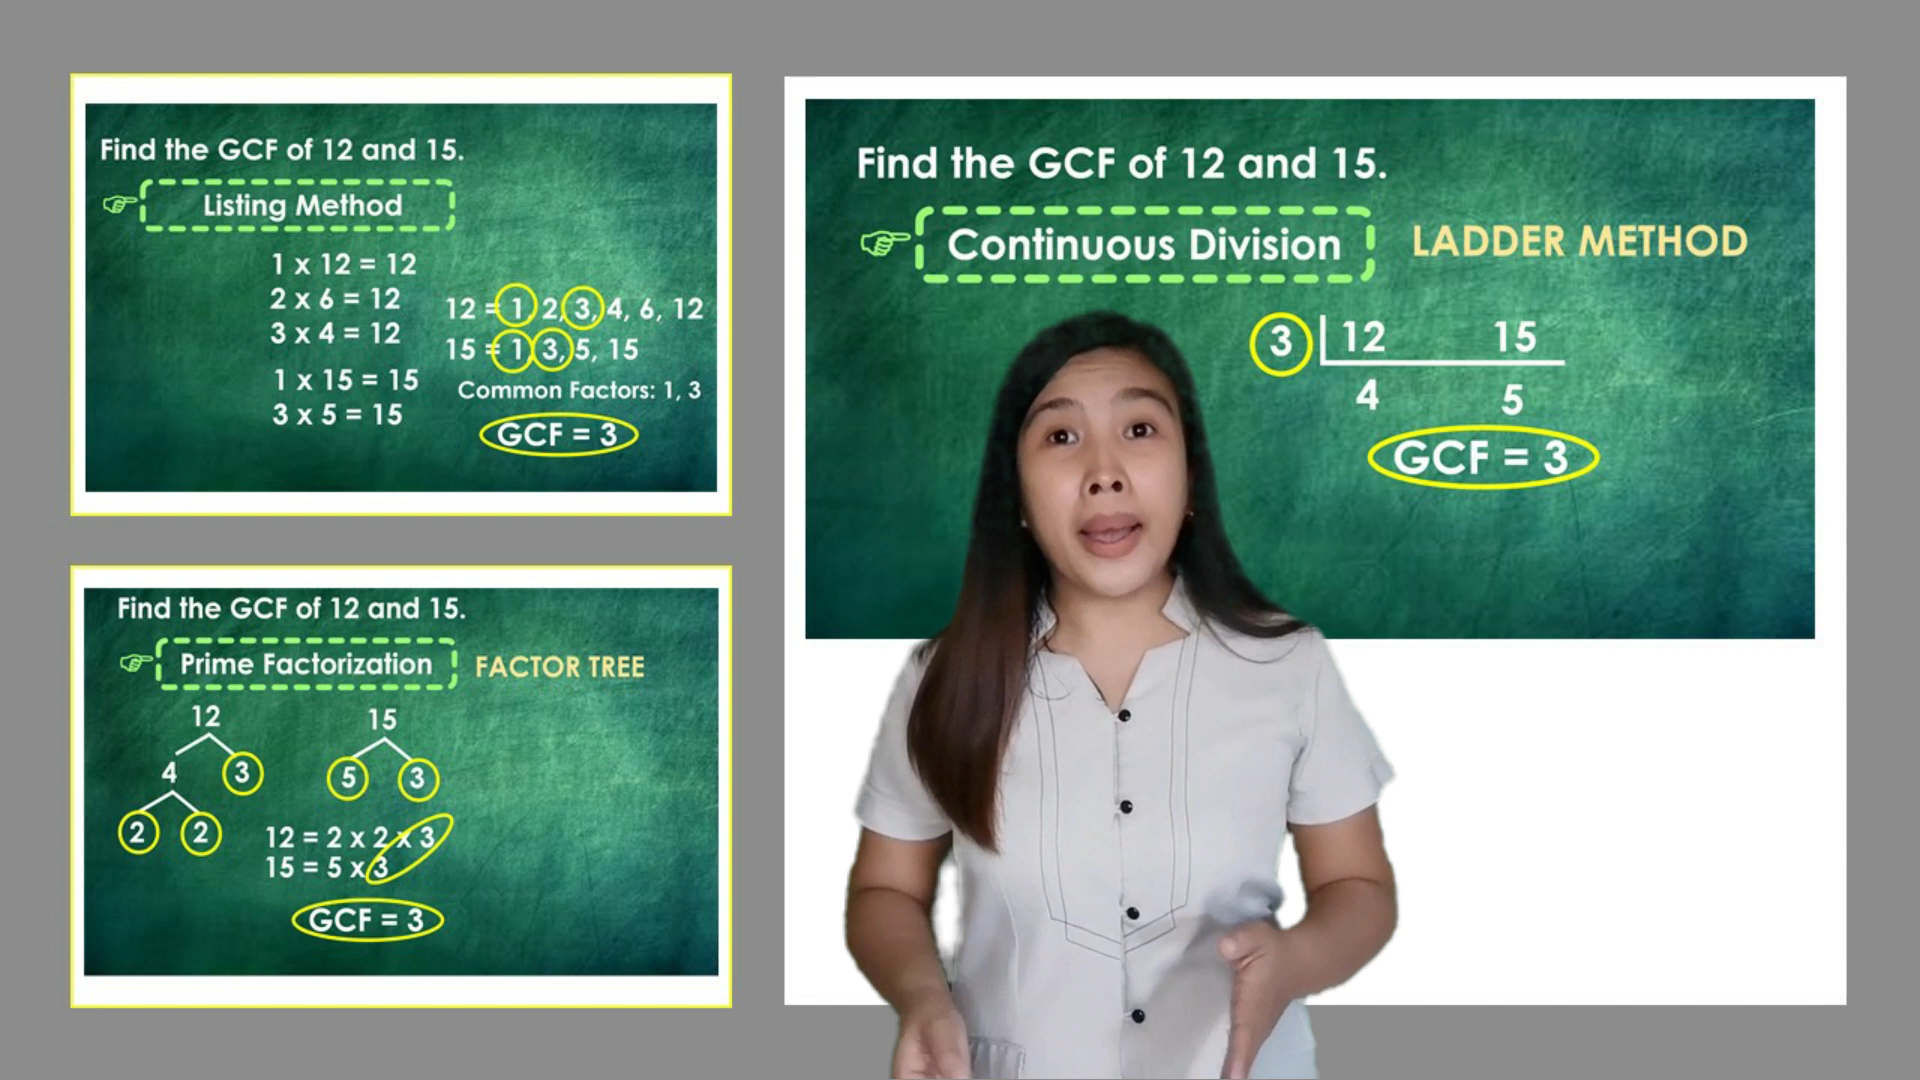 Find the GCF of 12 and 15.
Listing Method
1 x 12 = 12
2 x 6 = 12
3 x 4 = 12
1 x 15 = 15
3 x 5 = 15
12 = 1, 2, 3, 4, 6, 12
15 = 1, 3, 5, 15
Common Factors: 1, 3
GCF = 3
Find the GCF of 12 and 15.
Prime Factorization FACTOR TREE
12 15
4 3 5 3
2 2
12 = 2 x 2 x 3
15 = 5 x 3
GCF = 3
Find the GCF of 12 and 15.
Continuous Division LADDER METHOD
3 12 15
4 5
GCF = 3